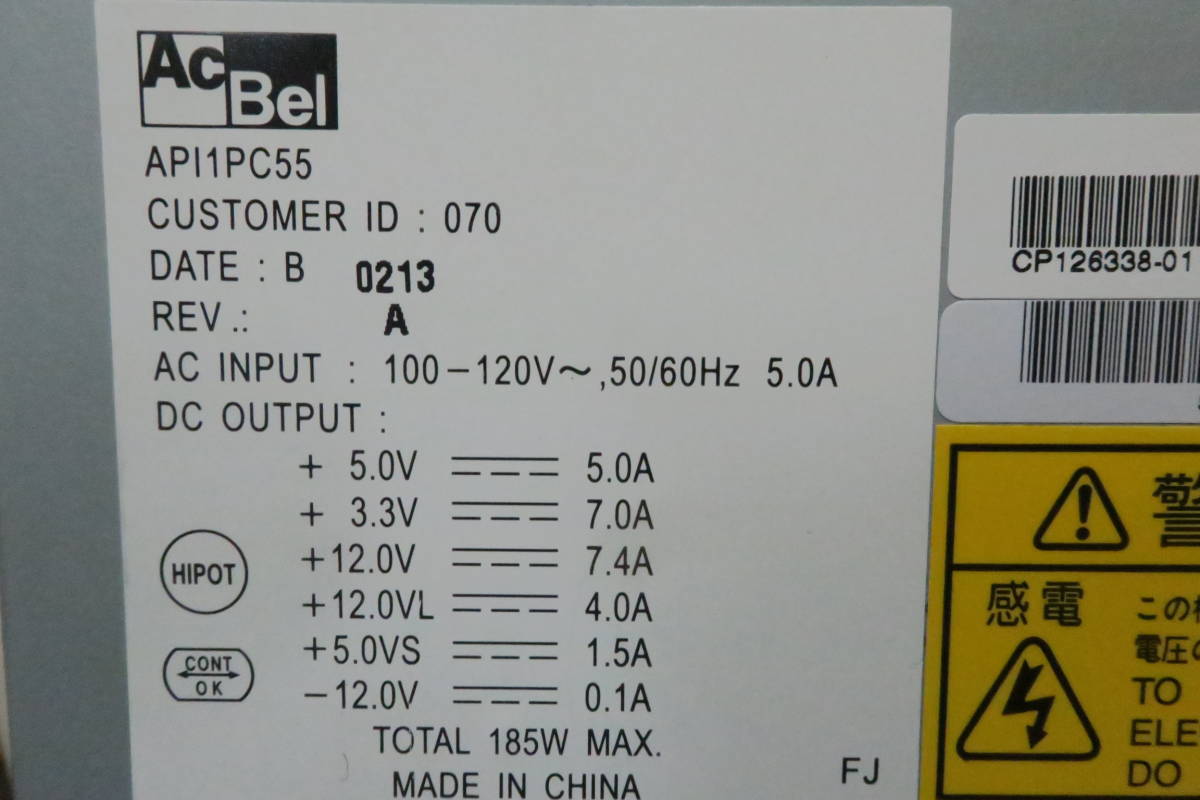 AcBel
API1PC55
CUSTOMER ID : 070
DATE : B 0213
REV .: A
AC INPUT : 100-120V～,50/60Hz 5.0A
DC OUTPUT :
+ 5.0V 5.0A
+ 3.3V 7.0A
+12.0V 7.4A
+12.0VL 4.0A
+5.0VS 1.5A
-12.0V 0.1A
HIPOT
CONT
OK
TOTAL 185W MAX.
MADE IN CHINA
FJ
CP126338-01
感電
この
電圧の
TO
ELE
DO